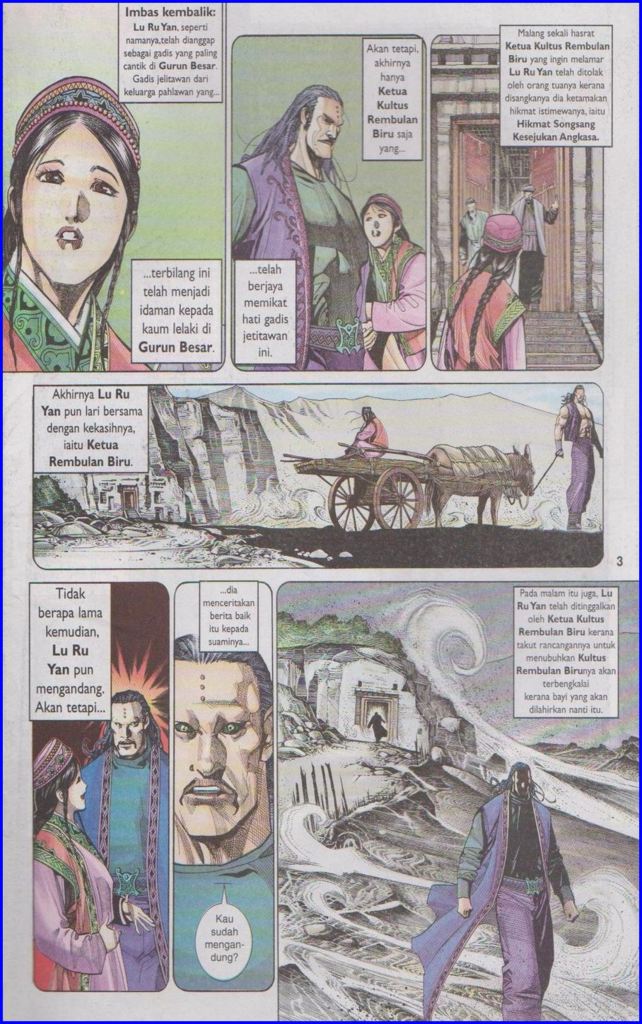 Imbas kembalik:
Lu Ru Yan, seperti
namanya,telah dianggap
sebagai gadis yang paling
cantik di Gurun Besar.
Gadis jelitawan dari
keluarga pahlawan yang...
...terbilang ini
telah menjadi
idaman kepada
kaum lelaki di
Gurun Besar.
Akan tetapi,
akhirnya
hanya
Ketua
Kultus
Rembulan
Biru saja
yang...
...telah
berjaya
memikat
hati gadis
jetitawan
ini.
Malang sekali hasrat
Ketua Kultus Rembulan
Biru yang ingin melamar
Lu Ru Yan telah ditolak
oleh orang tuanya kerana
disangkanya dia ketamakan
hikmat istimewanya, iaitu
Hikmat Songsang
Kesejukan Angkasa.
Akhirnya Lu Ru
Yan pun lari bersama
dengan kekasihnya,
iaitu Ketua
Rembulan Biru.
3
Tidak
berapa lama
kemudian,
Lu Ru
Yan pun
mengandung.
Akan tetapi...
...dia
menceritakan
berita baik
itu kepada
suaminya...
Kau
sudah
mengan-
dung?
Pada malam itu juga, Lu
Ru Yan telah ditinggalkan
oleh Ketua Kultus
Rembulan Biru kerana
takut rancangannya untuk
menubuhkan Kultus
Rembulan Birunya akan
terbengkalai
kerana bayi yang akan
dilahirkan nanti itu.